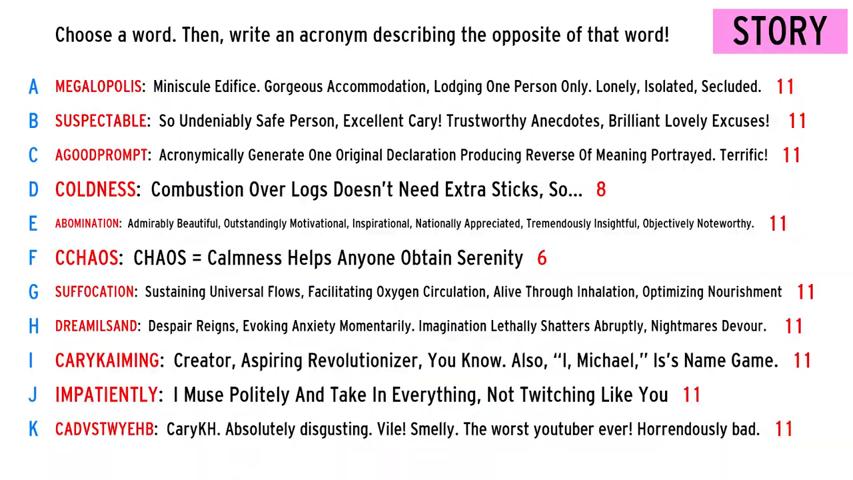 Choose a word. Then, write an acronym describing the opposite of that word!
STORY
A MEGALOPOLIS: Miniscule Edifice. Gorgeous Accommodation, Lodging One Person Only. Lonely, Isolated, Secluded. 11
B SUSPECTABLE: So Undeniably Safe Person, Excellent Cary! Trustworthy Anecdotes, Brilliant Lovely Excuses! 11
C AGOODPROMPT: Acronymically Generate One Original Declaration Producing Reverse Of Meaning Portrayed. Terrific! 11
D COLDNESS: Combustion Over Logs Doesn't Need Extra Sticks, So... 8
E ABOMINATION: Admirably Beautiful, Outstandingly Motivational, Inspirational, Nationally Appreciated, Tremendously Insightful, Objectively Noteworthy. 11
F CCHAOS: CHAOS = Calmness Helps Anyone Obtain Serenity 6
G SUFFOCATION: Sustaining Universal Flows, Facilitating Oxygen Circulation, Alive Through Inhalation, Optimizing Nourishment 11
H DREAMILSAND: Despair Reigns, Evoking Anxiety Momentarily. Imagination Lethally Shatters Abruptly, Nightmares Devour. 11
I CARYKAIMING: Creator, Aspiring Revolutionizer, You Know. Also, "I, Michael," Is's Name Game. 11
J IMPATIENTLY: I Muse Politely And Take In Everything, Not Twitching Like You 11
K CADVSTWYEHB: CaryKH. Absolutely disgusting. Vile! Smelly. The worst youtuber ever! Horrendously bad. 11